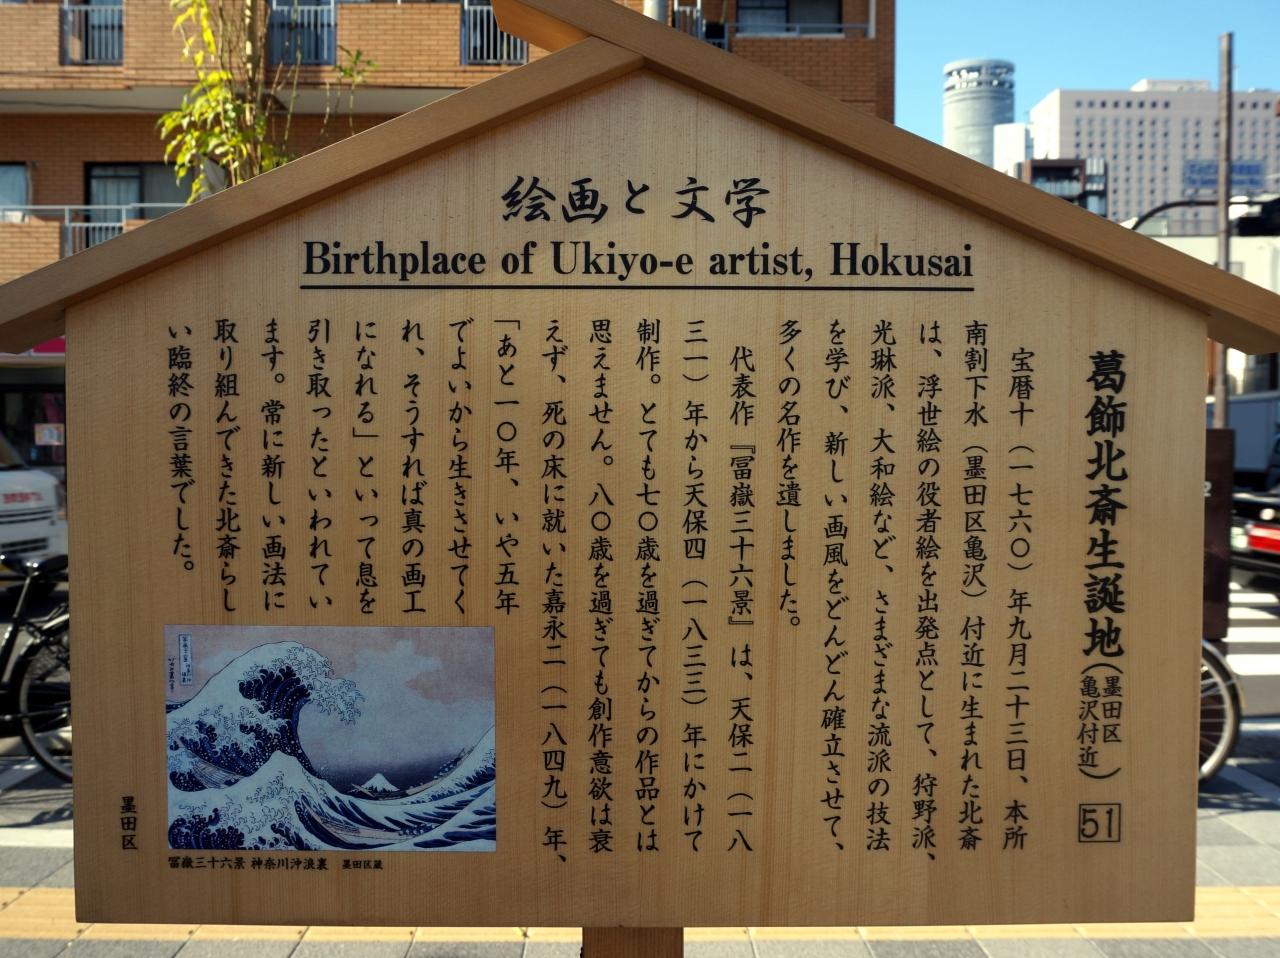 絵画と文学
Birthplace of Ukiyo-e artist, Hokusai
葛飾北斎生誕地(墨田区亀沢付近) 51
宝暦十(一七六〇)年九月二十三日、本所
南割下水(墨田区亀沢)付近に生まれた北斎
は、浮世絵の役者絵を出発点として、狩野派、
光琳派、大和絵など、さまざまな流派の技法
を学び、新しい画風をどんどん確立させて、
多くの名作を遺しました。
代表作『冨嶽三十六景』は、天保二(一八
三一)年から天保四(一八三三)年にかけて
制作。とても七〇歳を過ぎてからの作品とは
思えません。八〇歳を過ぎても創作意欲は衰
えず、死の床に就いた嘉永二(一八四九)年、
「あと一〇年、いや五年
でよいから生きさせてく
れ、そうすれば真の画工
になれる」といって息を
引き取ったといわれてい
ます。常に新しい画法に
取り組んできた北斎らし
い臨終の言葉でした。
冨嶽三十六景 神奈川沖浪裏 墨田区蔵
墨田区